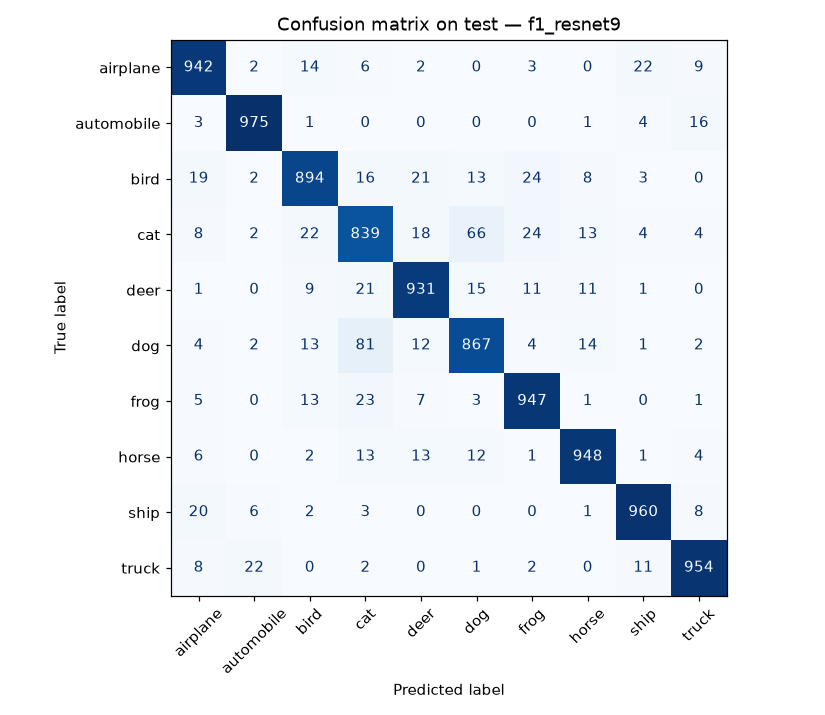 Confusion matrix on test — f1_resnet9
airplane 942 2 14 6 2 0 3 0 22 9
automobile 3 975 1 0 0 0 0 1 4 16
bird 19 2 894 16 21 13 24 8 3 0
cat 8 2 22 839 18 66 24 13 4 4
deer 1 0 9 21 931 15 11 11 1 0
dog 4 2 13 81 12 867 4 14 1 2
frog 5 0 13 23 7 3 947 1 0 1
horse 6 0 2 13 13 12 1 948 1 4
ship 20 6 2 3 0 0 0 1 960 8
truck 8 22 0 2 0 1 2 0 11 954
True label
airplane automobile bird cat deer dog frog horse ship truck
Predicted label